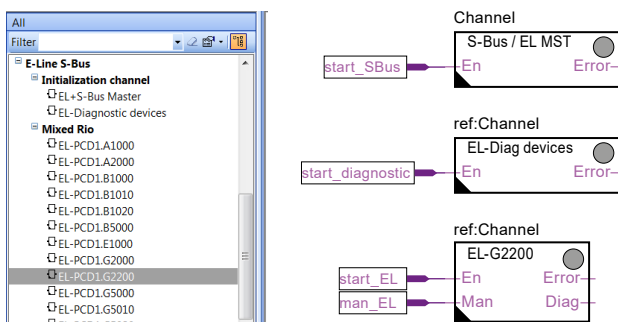 All
Filter
E-Line S-Bus
Initialization channel
EL+S-Bus Master
EL-Diagnostic devices
Mixed Rio
EL-PCD1.A1000
EL-PCD1.A2000
EL-PCD1.B1000
EL-PCD1.B1010
EL-PCD1.B1020
EL-PCD1.B5000
EL-PCD1.E1000
EL-PCD1.G2000
EL-PCD1.G2200
EL-PCD1.G5000
EL-PCD1.G5010
Channel
S-Bus / EL MST
start_SBus
En
Error
ref:Channel
EL-Diag devices
start_diagnostic
En
Error
ref:Channel
EL-G2200
start_EL
En
Error
man_EL
Man
Diag